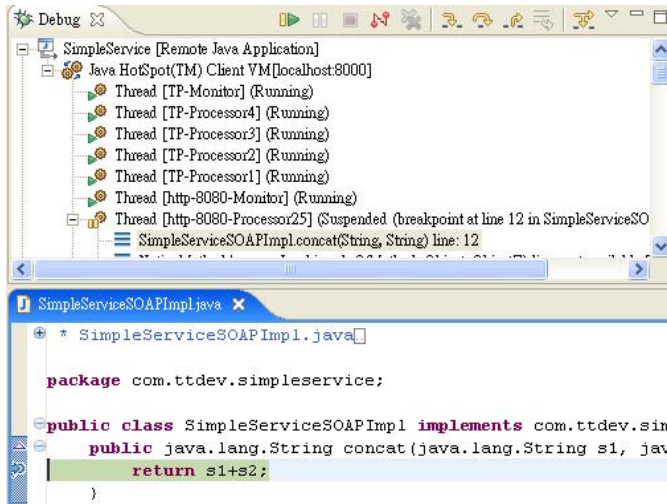 Debug
SimpleService [Remote Java Application]
Java HotSpot(TM) Client VM[localhost:8000]
Thread [TP-Monitor] (Running)
Thread [TP-Processor4] (Running)
Thread [TP-Processor3] (Running)
Thread [TP-Processor2] (Running)
Thread [TP-Processor1] (Running)
Thread [http-8080-Monitor] (Running)
Thread [http-8080-Processor25] (Suspended (breakpoint at line 12 in SimpleServiceSO
SimpleServiceSOAPImpl.concat(String, String) line: 12
SimpleServiceSOAPImpl.java
* SimpleServiceSOAPImpl.java
package com.ttdev.simpleservice;
public class SimpleServiceSOAPImpl implements com.ttdev.sim
public java.lang.String concat(java.lang.String s1, jav
return s1+s2;
}